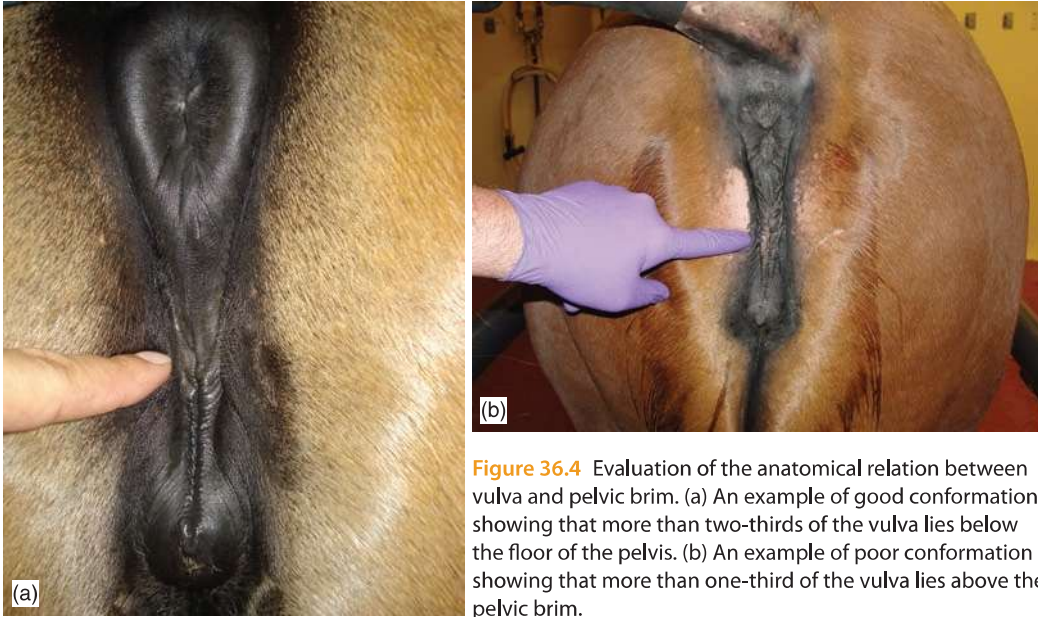 (a)
(b)
Figure 36.4 Evaluation of the anatomical relation between
vulva and pelvic brim. (a) An example of good conformation
showing that more than two-thirds of the vulva lies below
the floor of the pelvis. (b) An example of poor conformation
showing that more than one-third of the vulva lies above the
pelvic brim.